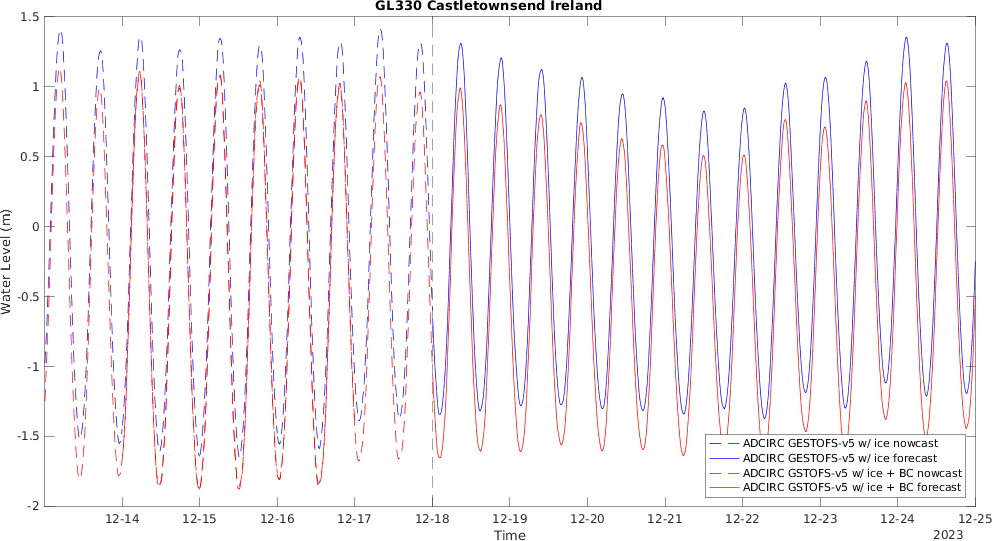 GL330 Castletownsend Ireland
1.5
1
0.5
0
-0.5
-1
-1.5
-2
Water Level (m)
ADCIRC GESTOFS-v5 w/ ice nowcast
ADCIRC GESTOFS-v5 w/ ice forecast
ADCIRC GSTOFS-v5 w/ ice + BC nowcast
ADCIRC GSTOFS-v5 w/ ice + BC forecast
12-14 12-15 12-16 12-17 12-18 12-19 12-20 12-21 12-22 12-23 12-24 12-25
Time
2023